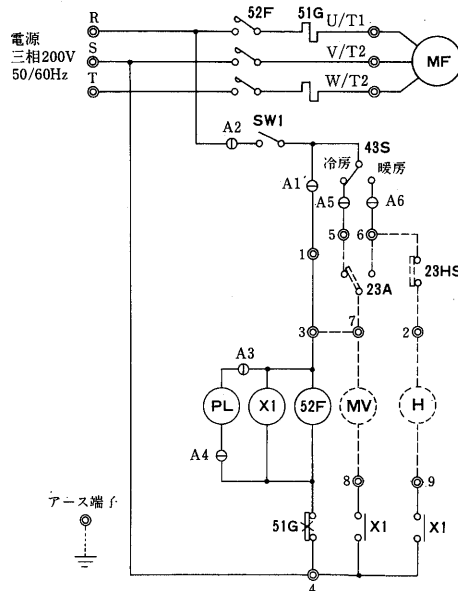 52F
51G
U/T1
電源
三相200V
50/60Hz
R
S
T
V/T2
W/T2
MF
A2
SW1
43S
冷房
暖房
A1
A5
A6
5
6
1
23A
23HS
3
7
2
A3
PL
X1
52F
MV
H
A4
8
9
アース端子
51G
X1
X1
4